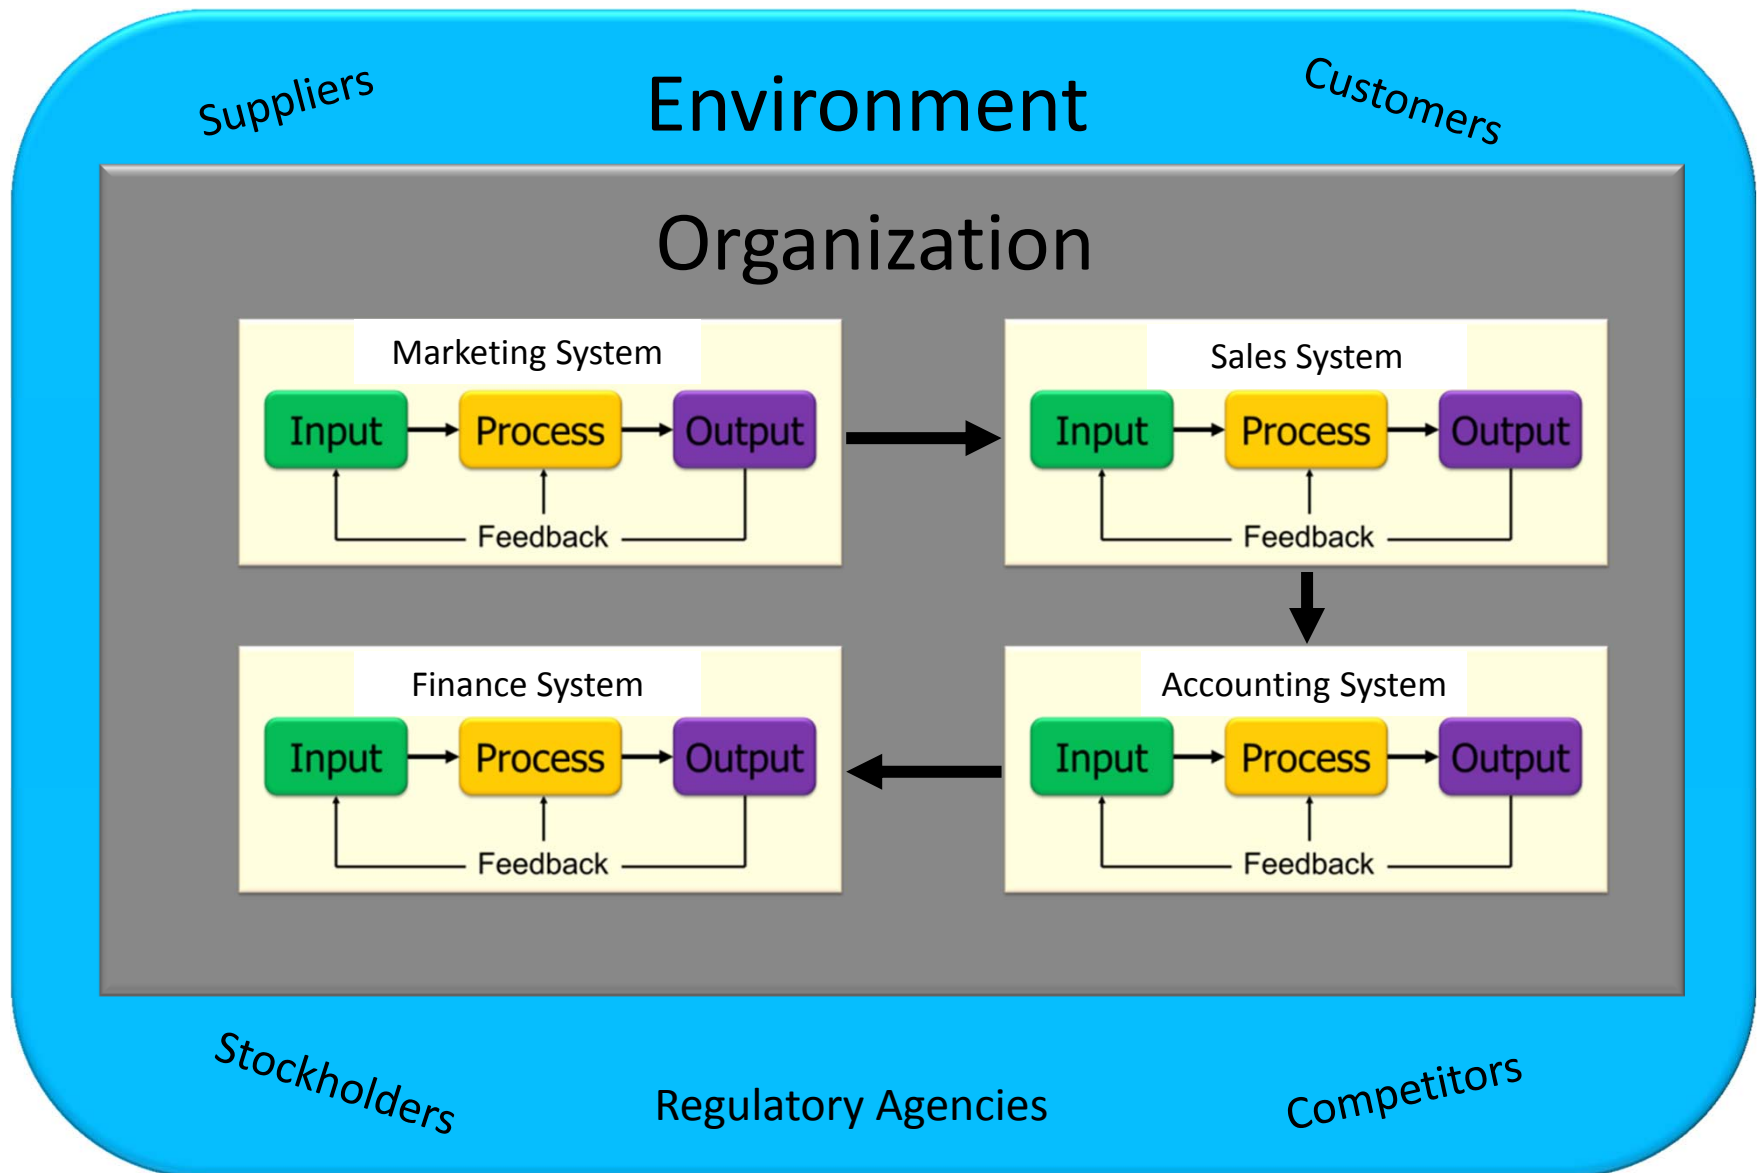 Suppliers
Environment
Customers
Organization
Marketing System
Input
Process
Output
Feedback
Sales System
Input
Process
Output
Feedback
Finance System
Input
Process
Output
Feedback
Accounting System
Input
Process
Output
Feedback
Stockholders
Regulatory Agencies
Competitors